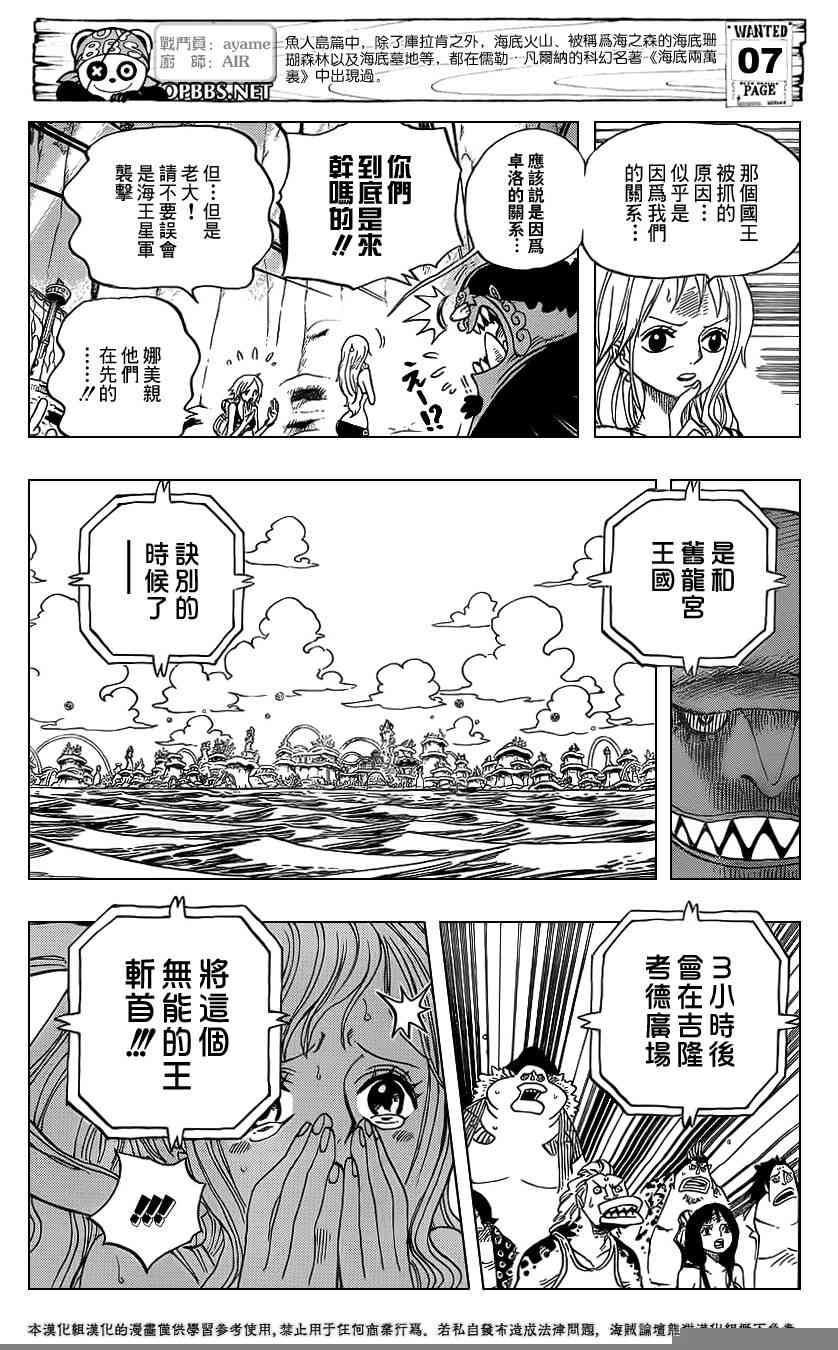 戰鬥員：ayame
廚　師：AIR
OPBBS.NET
魚人島篇中，除了庫拉肯之外，海底火山、被稱爲海之森的海底珊
瑚森林以及海底墓地等，都在儒勒…凡爾納的科幻名著《海底兩萬
裏》中出現過。
WANTED
07
PAGE
那個國王
被抓的
原因…
似乎是
因爲我們
的關系…
應該説是因爲
卓洛的關系…
你們
到底是來
幹嗎的!!
但…但是
老大！
請不要誤會
是海王星軍
襲擊
娜美親
他們
在先的
……!!
え―!?
是和
舊龍宮
王國
訣別的
時候了
――
3小時後
會在吉隆
考德廣場
將這個
無能的王
斬首!!!
!!!
本漢化組漢化的漫畫僅供學習參考使用,禁止用于任何商業行爲。若私自發布造成法律問題，海賊論壇熊貓漢化組概不負責